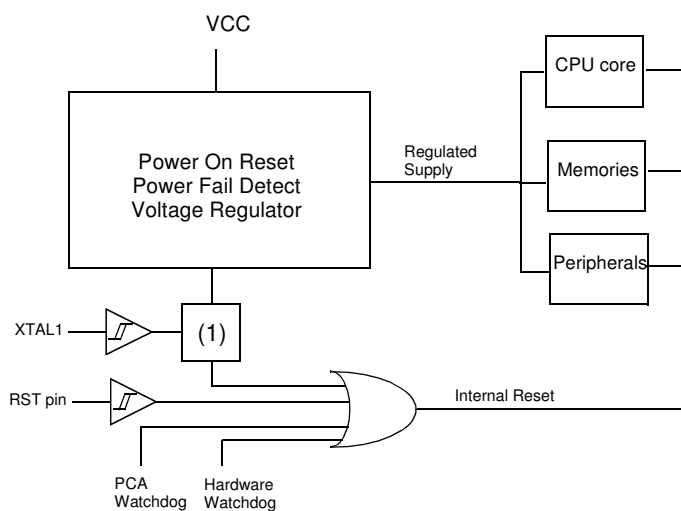 VCC
CPU core
Power On Reset
Power Fail Detect
Voltage Regulator
Regulated
Supply
Memories
Peripherals
XTAL1
(1)
RST pin
Internal Reset
PCA
Watchdog
Hardware
Watchdog